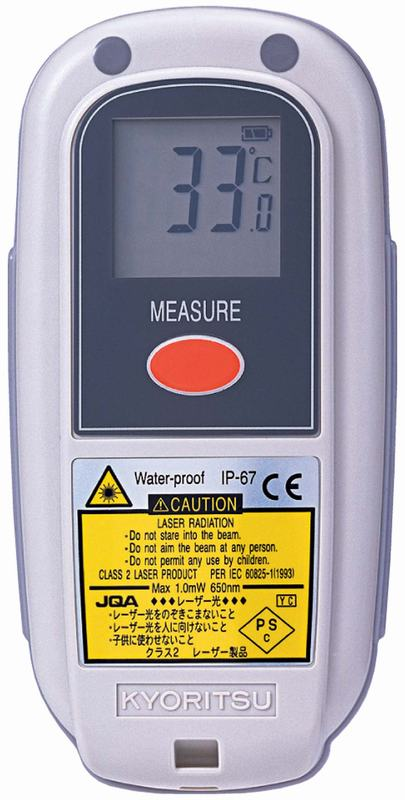 33.0 °C
MEASURE
Water-proof IP-67 CE
CAUTION
LASER RADIATION
・Do not stare into the beam.
・Do not aim the beam at any person.
・Do not permit any use by children.
CLASS 2 LASER PRODUCT PER IEC 60825-1(1993)
Max 1.0mW 650nm
JQA ◆◆◆レーザー光◆◆◆ YC
・レーザー光をのぞきこまないこと
・レーザー光を人に向けないこと
・子供に使わせないこと
クラス2 レーザー製品
PS
C
KYORITSU